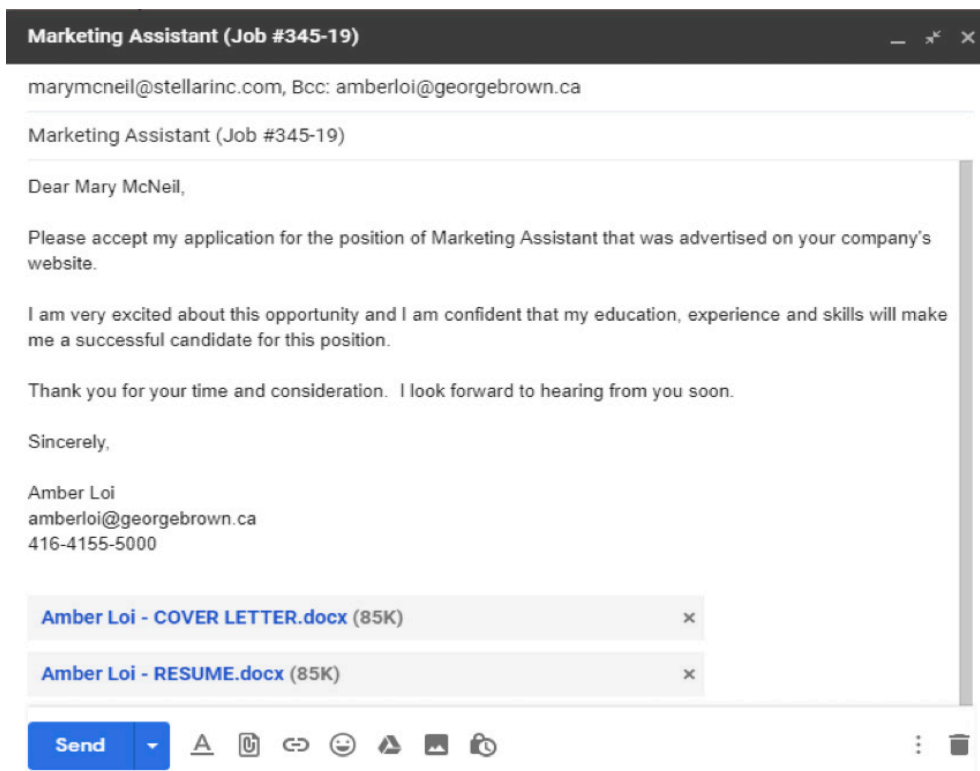 Marketing Assistant (Job #345-19)
marymcneil@stellarinc.com, Bcc: amberloi@georgebrown.ca
Marketing Assistant (Job #345-19)
Dear Mary McNeil,
Please accept my application for the position of Marketing Assistant that was advertised on your company's
website.
I am very excited about this opportunity and I am confident that my education, experience and skills will make
me a successful candidate for this position.
Thank you for your time and consideration.  I look forward to hearing from you soon.
Sincerely,
Amber Loi
amberloi@georgebrown.ca
416-4155-5000
Amber Loi - COVER LETTER.docx (85K)
Amber Loi - RESUME.docx (85K)
Send